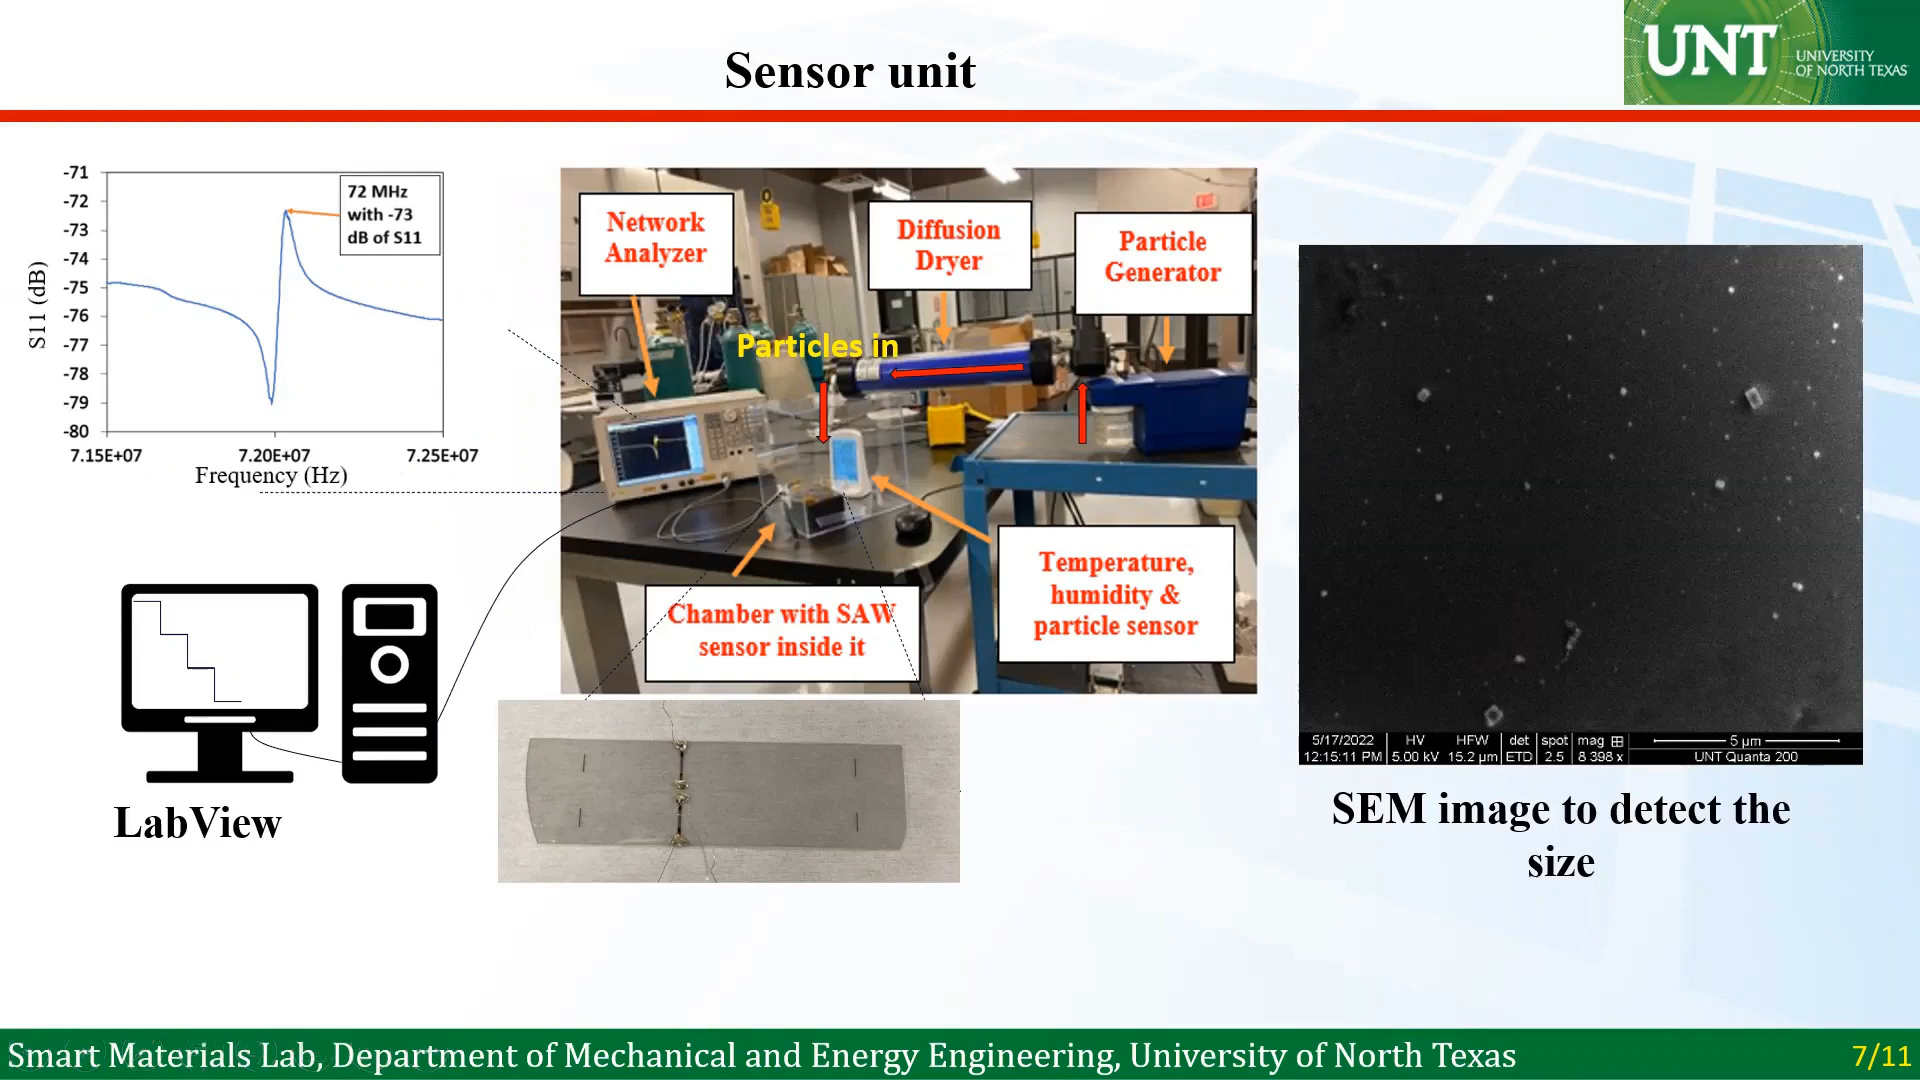 Sensor unit
UNT
UNIVERSITY
OF NORTH TEXAS
-71
-72
-73
-74
-75
-76
-77
-78
-79
-80
S11 (dB)
72 MHz
with -73
dB of S11
7.15E+07
7.20E+07
7.25E+07
Frequency (Hz)
Network
Analyzer
Diffusion
Dryer
Particle
Generator
Particles in
Chamber with SAW
sensor inside it
Temperature,
humidity &
particle sensor
LabView
5/17/2022
12:15:11 PM
HV
5.00 kV
HFW
15.2 µm
det
ETD
spot
2.5
mag
8 398 x
5 µm
UNT Quanta 200
SEM image to detect the
size
Smart Materials Lab, Department of Mechanical and Energy Engineering, University of North Texas
7/11